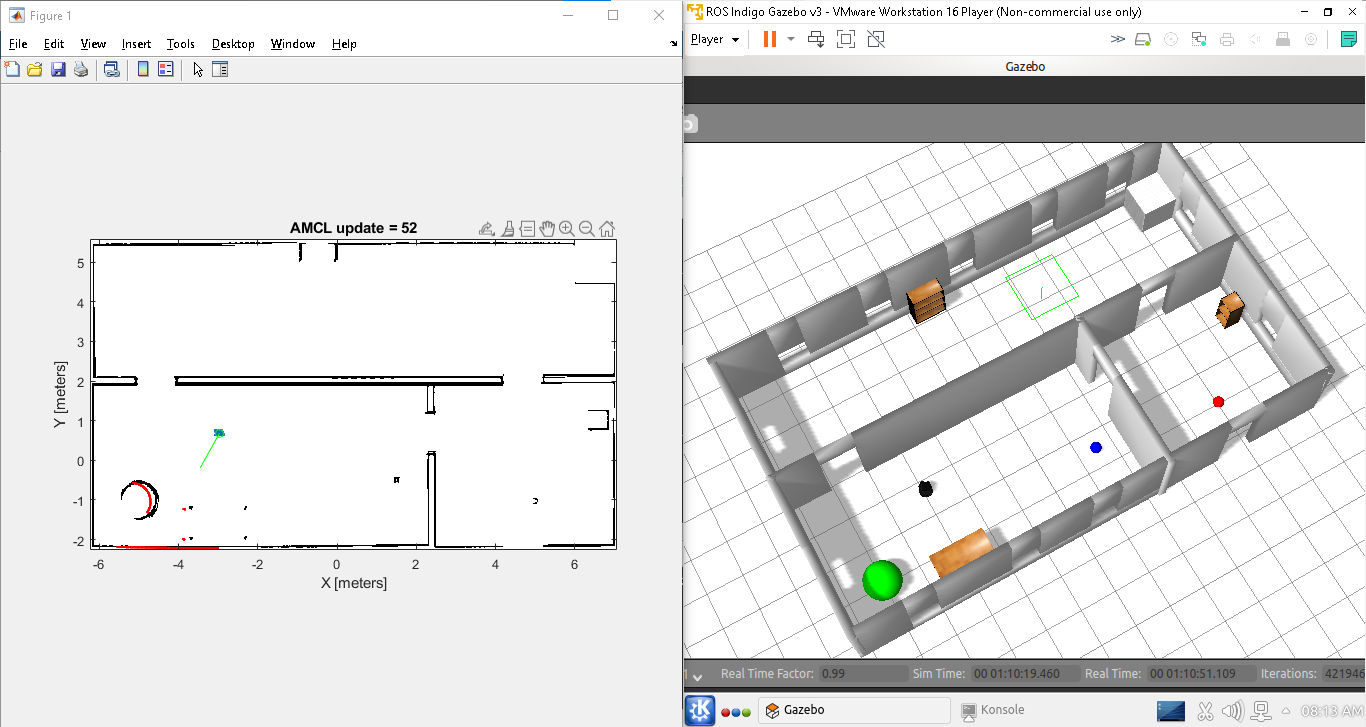 Figure 1
File Edit View Insert Tools Desktop Window Help
AMCL update = 52
Y [meters]
5
4
3
2
1
0
-1
-2
-6 -4 -2 0 2 4 6
X [meters]
ROS Indigo Gazebo v3 - VMware Workstation 16 Player (Non-commercial use only)
Player
Gazebo
Real Time Factor: 0.99 Sim Time: 00 01:10:19.460 Real Time: 00 01:10:51.109 Iterations: 421946
Gazebo Konsole 08:13 AM